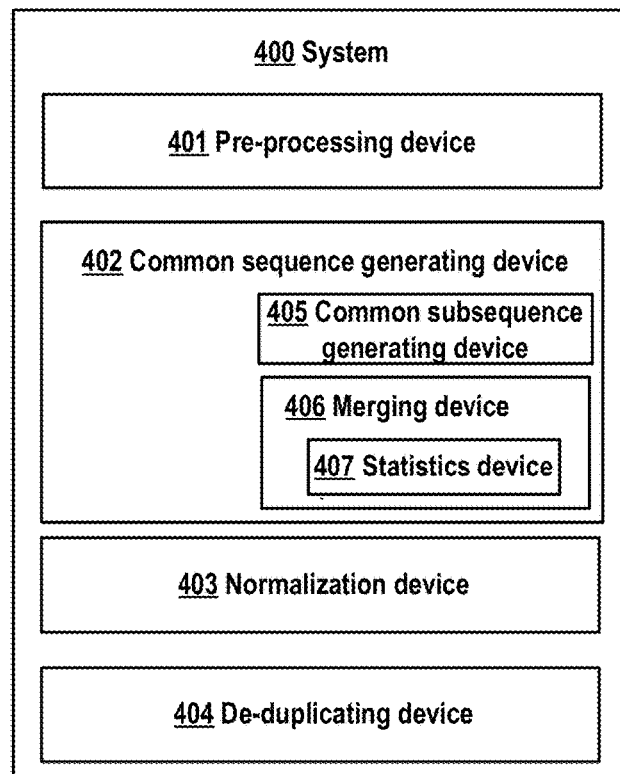 400 System
401 Pre-processing device
402 Common sequence generating device
405 Common subsequence
generating device
406 Merging device
407 Statistics device
403 Normalization device
404 De-duplicating device